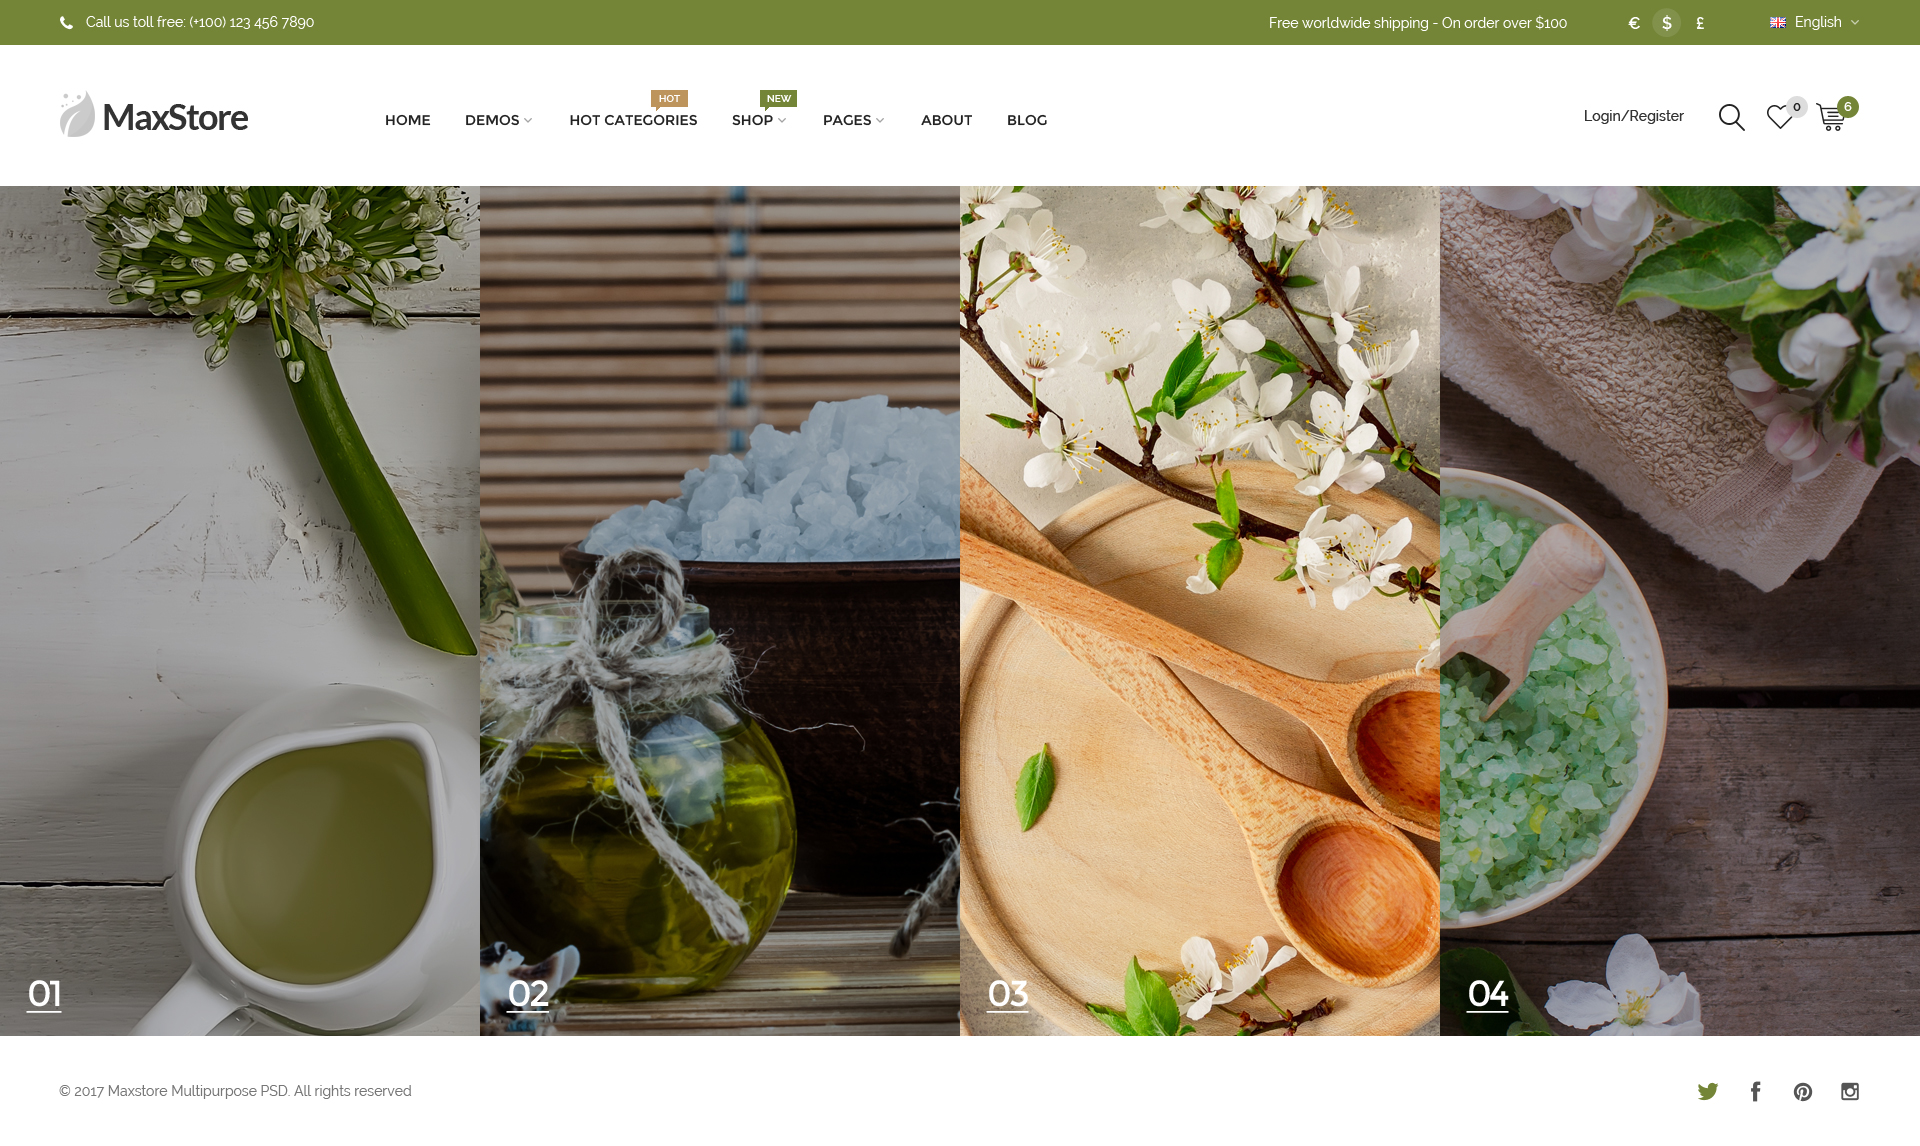 Call us toll free: (+100) 123 456 7890
Free worldwide shipping - On order over $100
€ $ £
English
MaxStore
HOT
NEW
HOME DEMOS HOT CATEGORIES SHOP PAGES ABOUT BLOG
Login/Register
0
6
01
02
03
04
© 2017 Maxstore Multipurpose PSD. All rights reserved